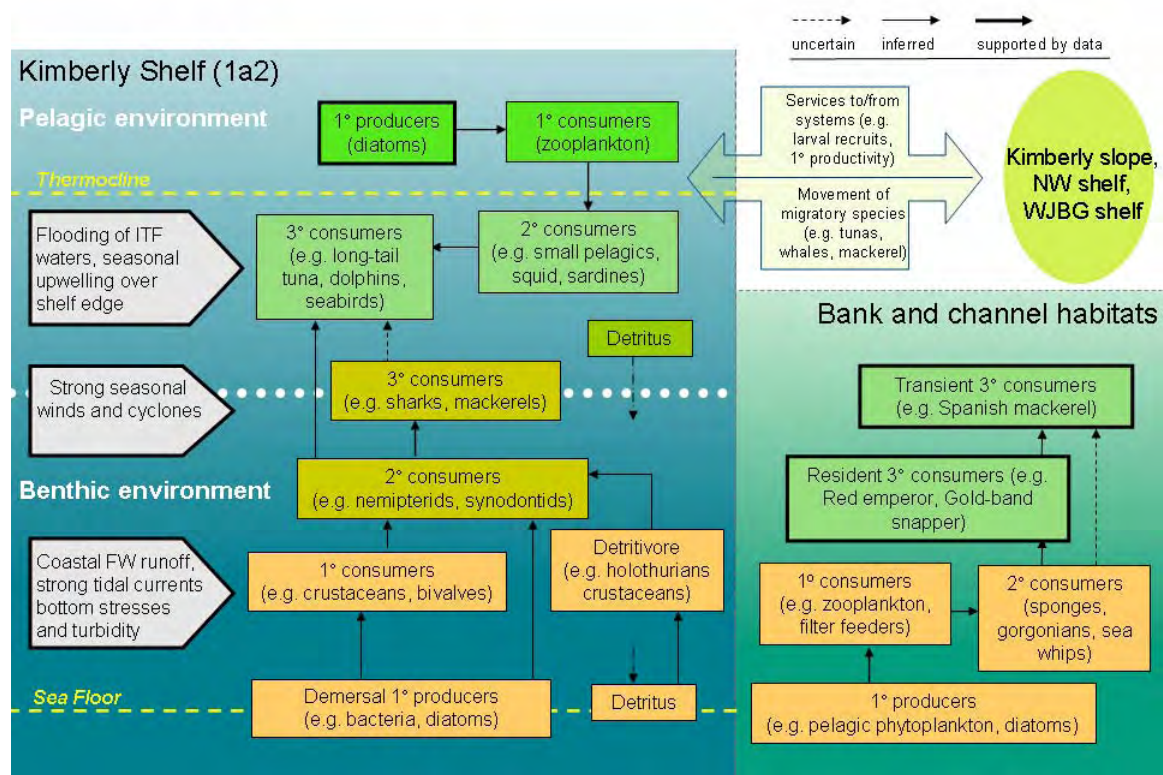 uncertain
inferred
supported by data
Kimberly Shelf (1a2)
Pelagic environment
1° producers
(diatoms)
1° consumers
(zooplankton)
Services to/from
systems (e.g.
larval recruits,
1° productivity)
Movement of
migratory species
(e.g. tunas,
whales, mackerel)
Kimberly slope,
NW shelf,
WJBG shelf
Thermocline
Flooding of ITF
waters, seasonal
upwelling over
shelf edge
3° consumers
(e.g. long-tail
tuna, dolphins,
seabirds)
2° consumers
(e.g. small pelagics,
squid, sardines)
Detritus
Strong seasonal
winds and cyclones
3° consumers
(e.g. sharks, mackerels)
Benthic environment
2° consumers
(e.g. nemipterids, synodontids)
Coastal FW runoff,
strong tidal currents
bottom stresses
and turbidity
1° consumers
(e.g. crustaceans, bivalves)
Detritivore
(e.g. holothurians
crustaceans)
Sea Floor
Demersal 1° producers
(e.g. bacteria, diatoms)
Detritus
Bank and channel habitats
Transient 3° consumers
(e.g. Spanish mackerel)
Resident 3° consumers (e.g.
Red emperor, Gold-band
snapper)
1º consumers
(e.g. zooplankton,
filter feeders)
2° consumers
(sponges,
gorgonians, sea
whips)
1° producers
(e.g. pelagic phytoplankton, diatoms)